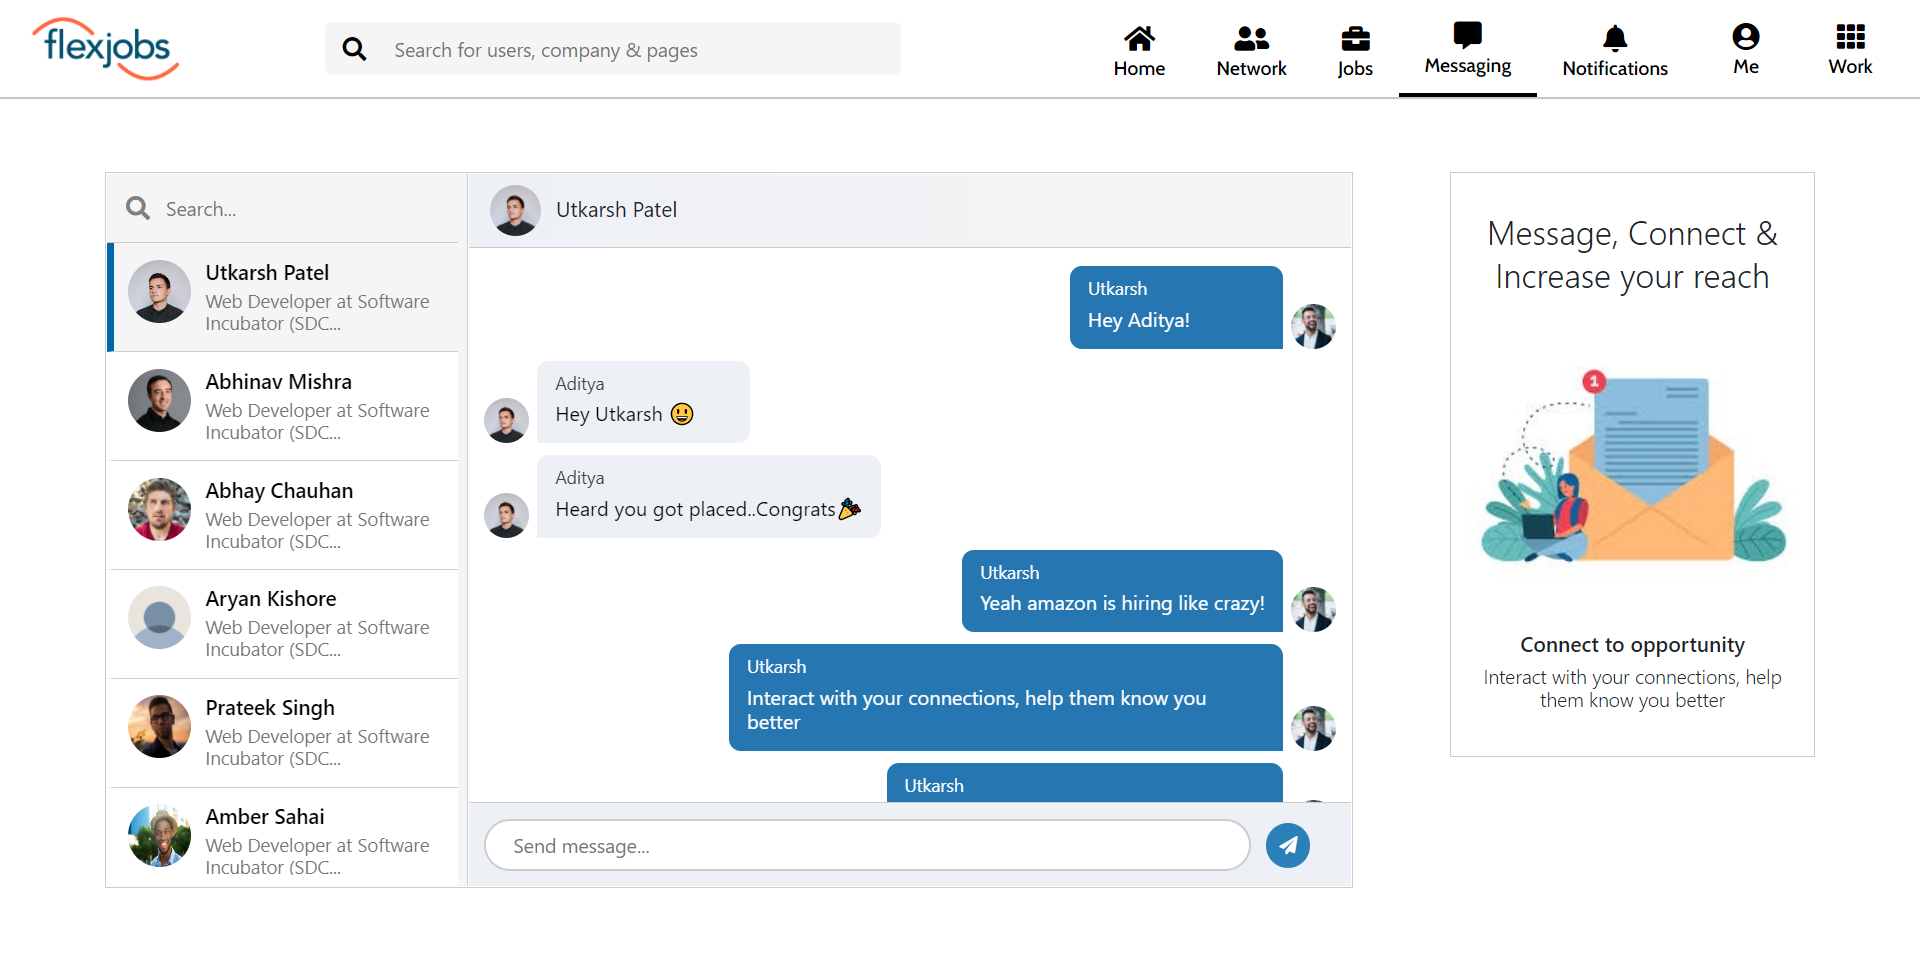 flexjobs
Search for users, company & pages
Home
Network
Jobs
Messaging
Notifications
Me
Work
Search...
Utkarsh Patel
Web Developer at Software
Incubator (SDC...
Abhinav Mishra
Web Developer at Software
Incubator (SDC...
Abhay Chauhan
Web Developer at Software
Incubator (SDC...
Aryan Kishore
Web Developer at Software
Incubator (SDC...
Prateek Singh
Web Developer at Software
Incubator (SDC...
Amber Sahai
Web Developer at Software
Incubator (SDC...
Utkarsh Patel
Utkarsh
Hey Aditya!
Aditya
Hey Utkarsh 😃
Aditya
Heard you got placed..Congrats🎉
Utkarsh
Yeah amazon is hiring like crazy!
Utkarsh
Interact with your connections, help them know you
better
Utkarsh
Send message...
Message, Connect &
Increase your reach
1
Connect to opportunity
Interact with your connections, help
them know you better